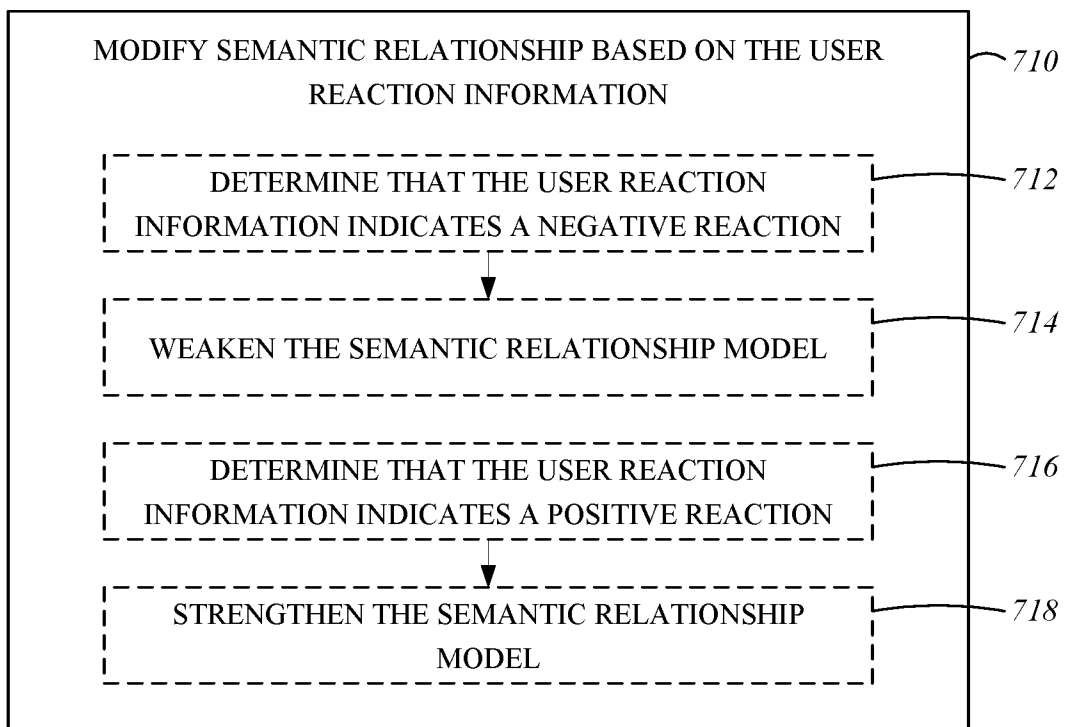 MODIFY SEMANTIC RELATIONSHIP BASED ON THE USER
REACTION INFORMATION
710
DETERMINE THAT THE USER REACTION
INFORMATION INDICATES A NEGATIVE REACTION
712
WEAKEN THE SEMANTIC RELATIONSHIP MODEL
714
DETERMINE THAT THE USER REACTION
INFORMATION INDICATES A POSITIVE REACTION
716
STRENGTHEN THE SEMANTIC RELATIONSHIP
MODEL
718